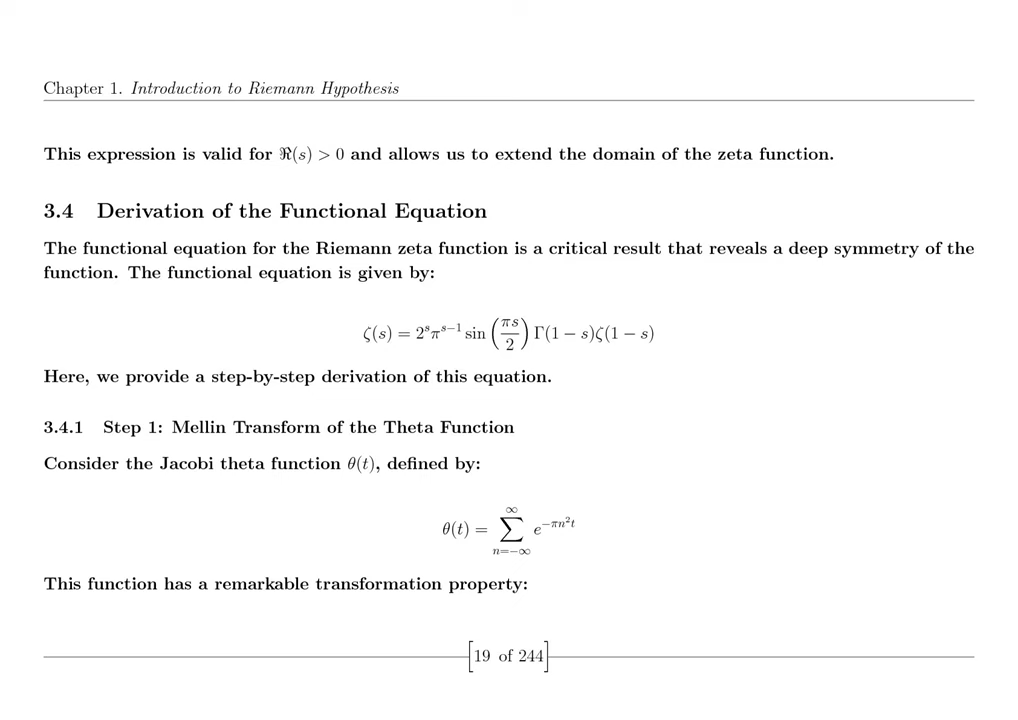 Chapter 1. Introduction to Riemann Hypothesis
This expression is valid for ℜ(s) > 0 and allows us to extend the domain of the zeta function.
3.4 Derivation of the Functional Equation
The functional equation for the Riemann zeta function is a critical result that reveals a deep symmetry of the
function. The functional equation is given by:
ζ(s) = 2^s π^{s−1} sin (πs/2) Γ(1 − s)ζ(1 − s)
Here, we provide a step-by-step derivation of this equation.
3.4.1 Step 1: Mellin Transform of the Theta Function
Consider the Jacobi theta function θ(t), defined by:
θ(t) = ∑_{n=−∞}^{∞} e^{−πn²t}
This function has a remarkable transformation property:
[19 of 244]